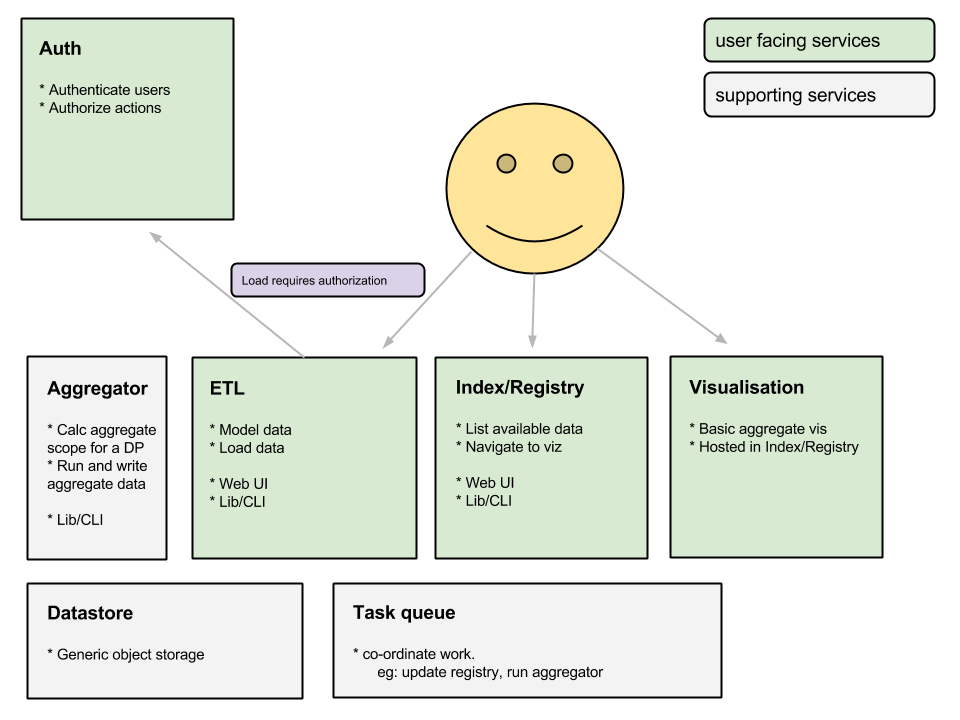 Auth
* Authenticate users
* Authorize actions
user facing services
supporting services
Load requires authorization
Aggregator
* Calc aggregate
scope for a DP
* Run and write
aggregate data
* Lib/CLI
ETL
* Model data
* Load data
* Web UI
* Lib/CLI
Index/Registry
* List available data
* Navigate to viz
* Web UI
* Lib/CLI
Visualisation
* Basic aggregate vis
* Hosted in Index/Registry
Datastore
* Generic object storage
Task queue
* co-ordinate work.
eg: update registry, run aggregator